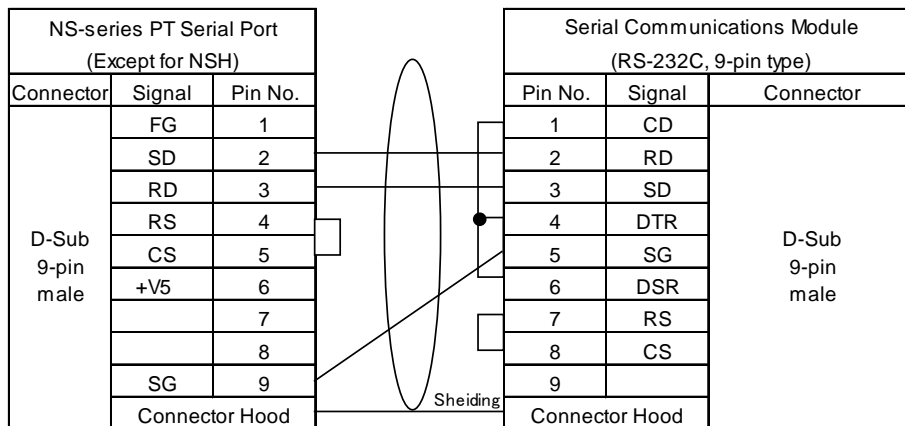 NS-series PT Serial Port
(Except for NSH)
Serial Communications Module
(RS-232C, 9-pin type)
Connector Signal Pin No.
Pin No. Signal Connector
FG 1
1 CD
SD 2
2 RD
RD 3
3 SD
RS 4
4 DTR
CS 5
5 SG
+V5 6
6 DSR
7
7 RS
8
8 CS
SG 9
9
D-Sub
9-pin
male
D-Sub
9-pin
male
Connector Hood
Sheiding
Connector Hood